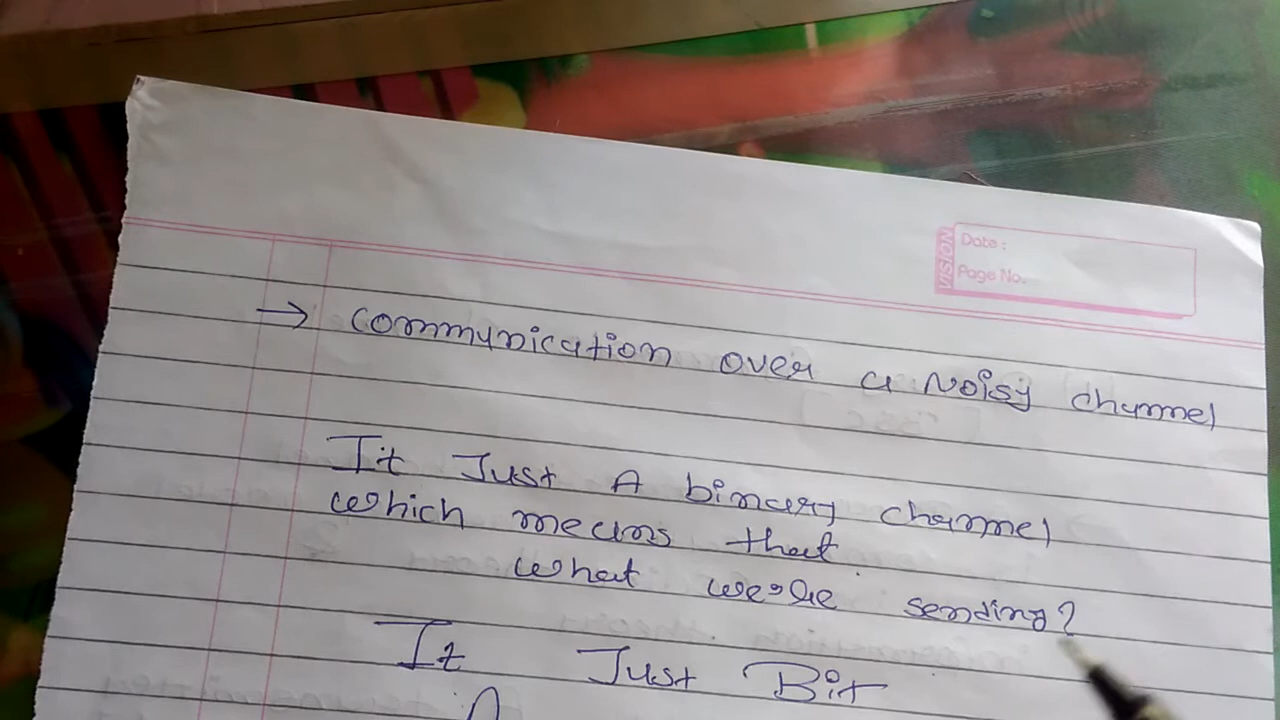 VISION
Date:
Page No.
→ communication over a Noisy channel
It Just A binary channel
which means that
what we're sending?
It Just Bit